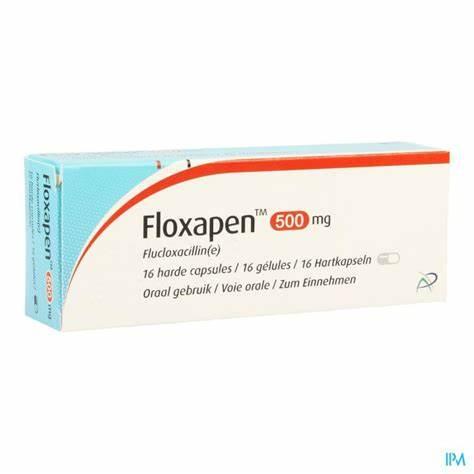 Floxapen™ 500 mg
Flucloxacillin(e)
16 harde capsules / 16 gélules / 16 Hartkapseln
Oraal gebruik / Voie orale / Zum Einnehmen
Floxapen™ 500 mg
IPM